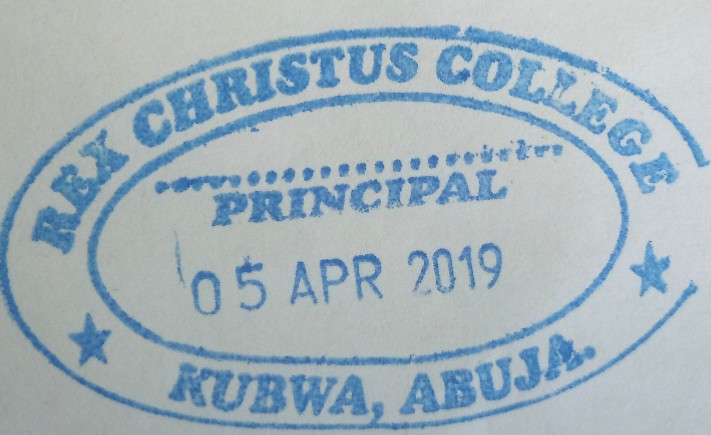 REX CHRISTUS COLLEGE
PRINCIPAL
05 APR 2019
KUBWA, ABUJA.